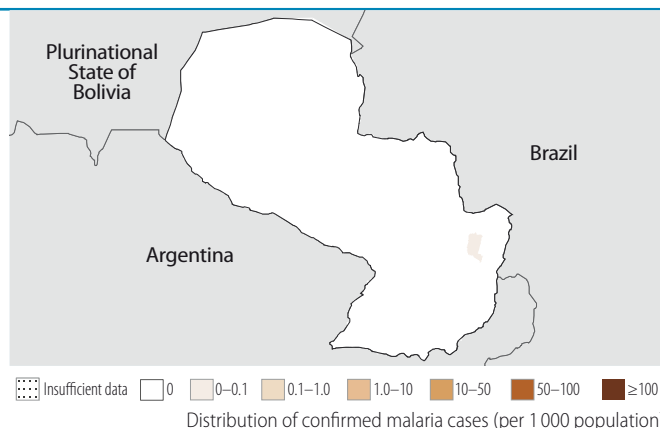 Plurinational
State of
Bolivia
Brazil
Argentina
Insufficient data 0 0–0.1 0.1–1.0 1.0–10 10–50 50–100 ≥100
Distribution of confirmed malaria cases (per 1 000 population